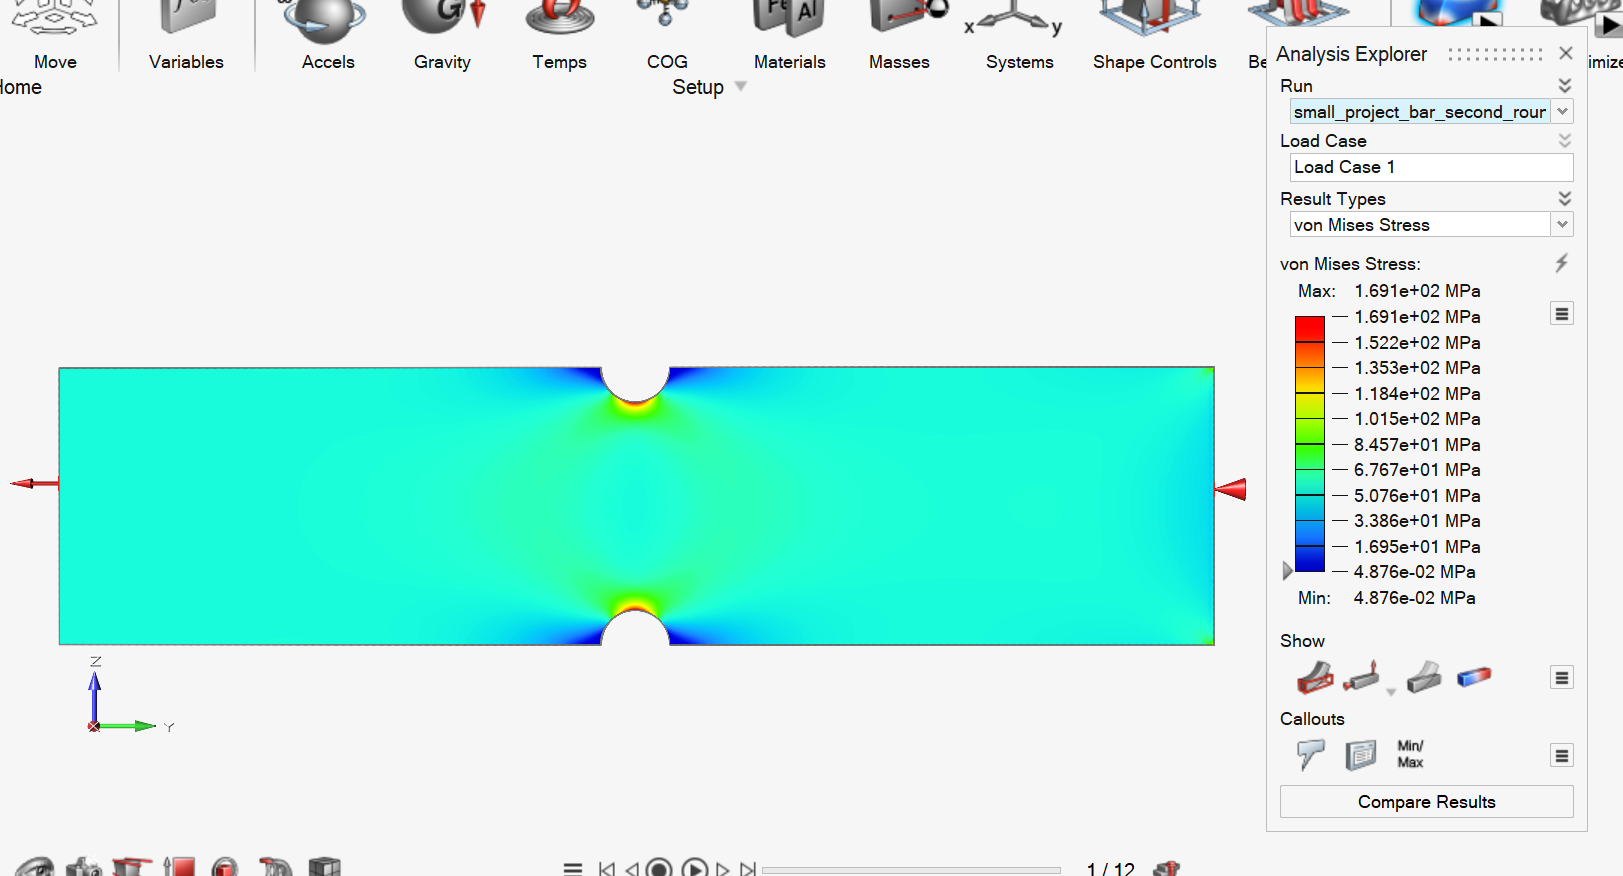 Fe
Al
G
x
y
Move
Variables
Accels
Gravity
Temps
COG
Materials
Masses
Systems
Shape Controls
Setup
Analysis Explorer
Run
small_project_bar_second_rour
Load Case
Load Case 1
Result Types
von Mises Stress
von Mises Stress:
Max: 1.691e+02 MPa
1.691e+02 MPa
1.522e+02 MPa
1.353e+02 MPa
1.184e+02 MPa
1.015e+02 MPa
8.457e+01 MPa
6.767e+01 MPa
5.076e+01 MPa
3.386e+01 MPa
1.695e+01 MPa
4.876e-02 MPa
Min: 4.876e-02 MPa
Z
Y
Show
Callouts
Min/
Max
Compare Results
1 / 12